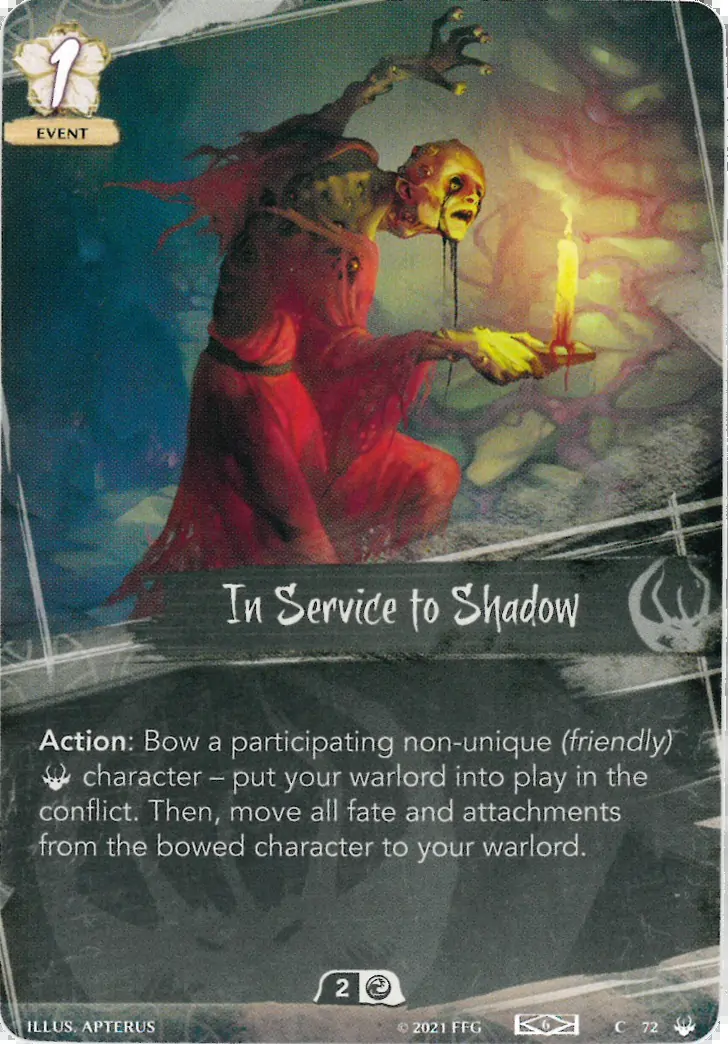 1
EVENT
In Service to Shadow
Action: Bow a participating non-unique (friendly)
character – put your warlord into play in the
conflict. Then, move all fate and attachments
from the bowed character to your warlord.
2
ILLUS. APTERUS © 2021 FFG 6 C 72